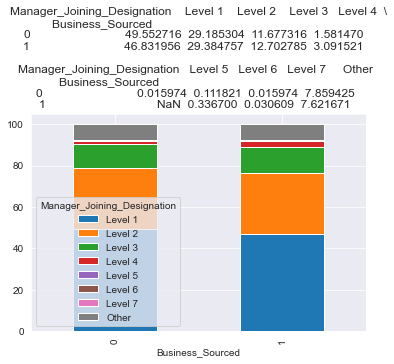 Manager_Joining_Designation Level 1 Level 2 Level 3 Level 4 \
Business_Sourced
0 49.552716 29.185304 11.677316 1.581470
1 46.831956 29.384757 12.702785 3.091521
Manager_Joining_Designation Level 5 Level 6 Level 7 Other
Business_Sourced
0 0.015974 0.111821 0.015974 7.859425
1 NaN 0.336700 0.030609 7.621671
100
80
60
40
20
0
Manager_Joining_Designation
Level 1
Level 2
Level 3
Level 4
Level 5
Level 6
Level 7
Other
0
1
Business_Sourced